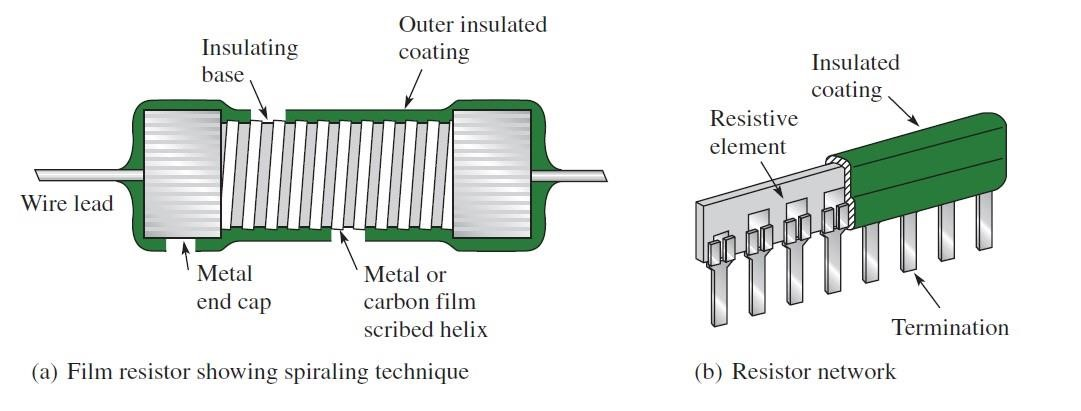 Outer insulated
coating
Insulating
base
Wire lead
Metal
end cap
Metal or
carbon film
scribed helix
(a) Film resistor showing spiraling technique
Insulated
coating
Resistive
element
Termination
(b) Resistor network